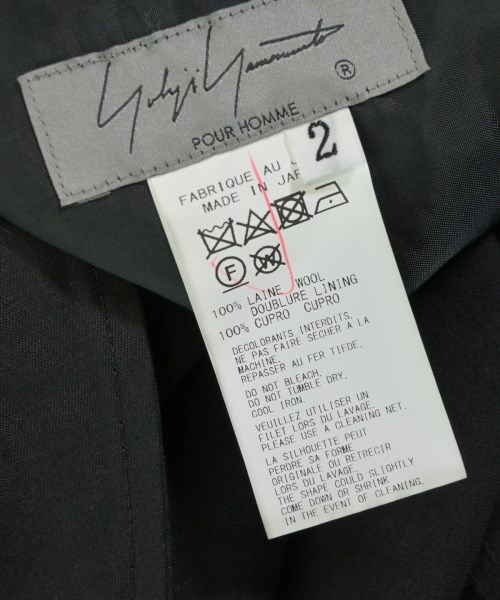 Yohji Yamamoto
®
POUR HOMME
2
FABRIQUE AU
MADE IN JAP
F
W
100% LAINE WOOL
DOUBLURE LINING
100% CUPRO CUPRO
DECOLORANTS INTERDITS.
NE PAS FAIRE SECHER A LA
MACHINE.
REPASSER AU FER TIEDE.
DO NOT BLEACH.
DO NOT TUMBLE DRY.
COOL IRON.
VEUILLEZ UTILISER UN
FILET LORS DU LAVAGE.
PLEASE USE A CLEANING NET.
LA SILHOUETTE PEUT
PERDRE SA FORME
ORIGINALE OU RETRECIR
LORS DU LAVAGE.
THE SHAPE COULD SLIGHTLY
COME DOWN OR SHRINK
IN THE EVENT OF CLEANING.